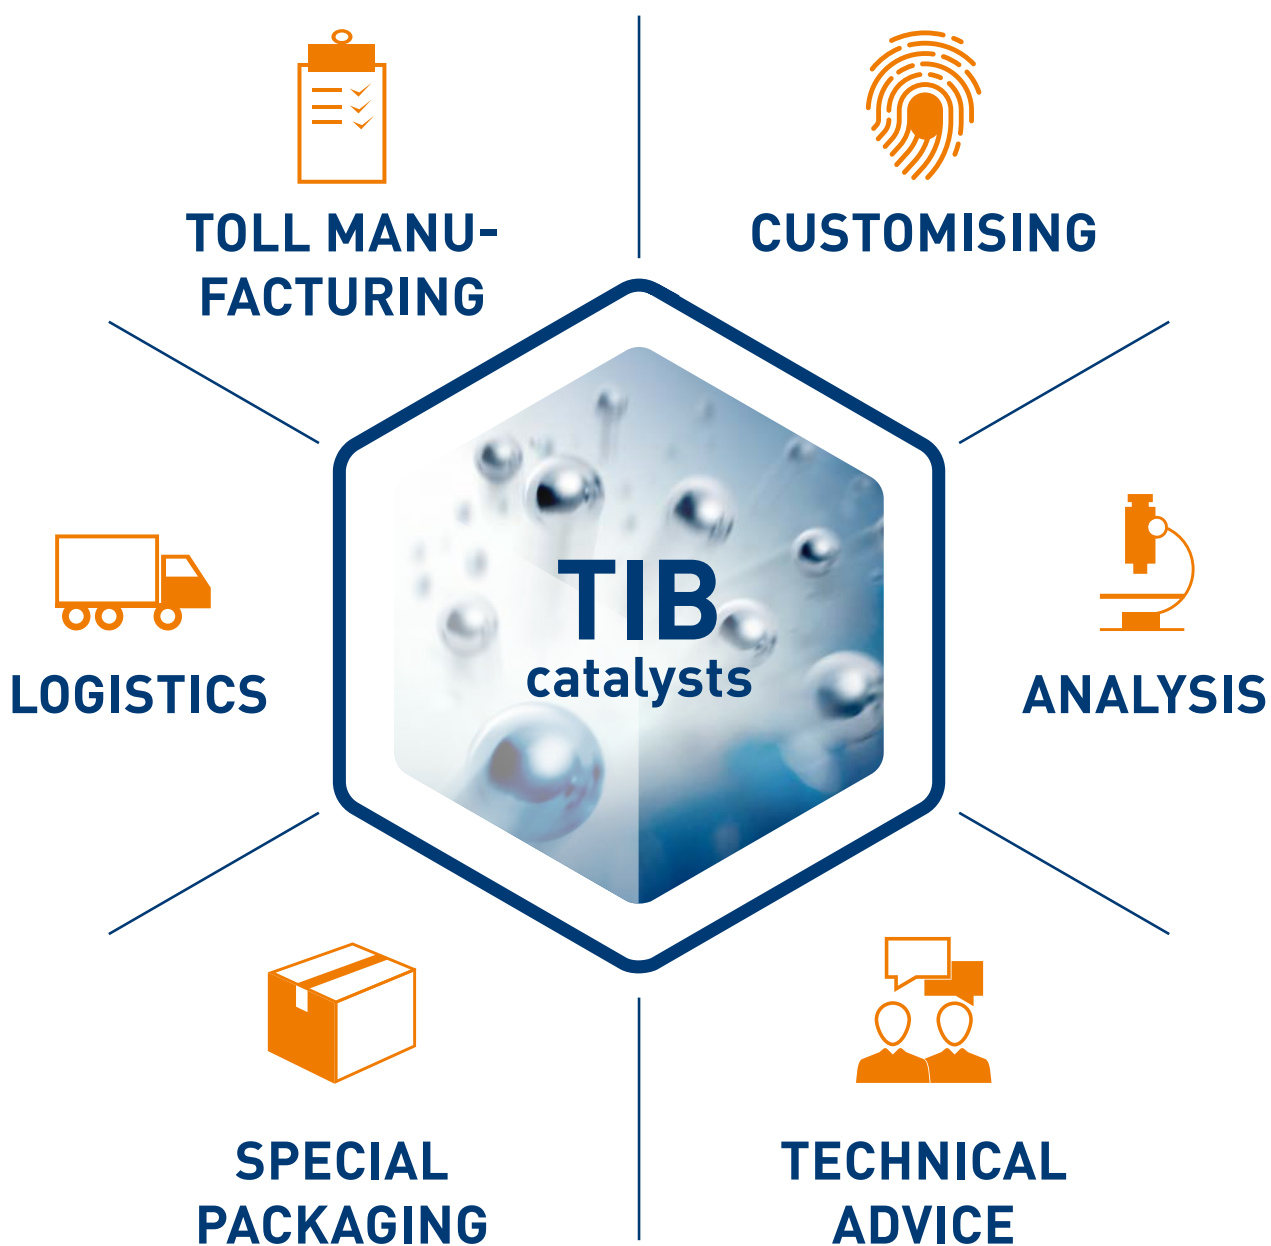 TOLL MANU-
FACTURING
CUSTOMISING
TIB
catalysts
LOGISTICS
ANALYSIS
SPECIAL
PACKAGING
TECHNICAL
ADVICE